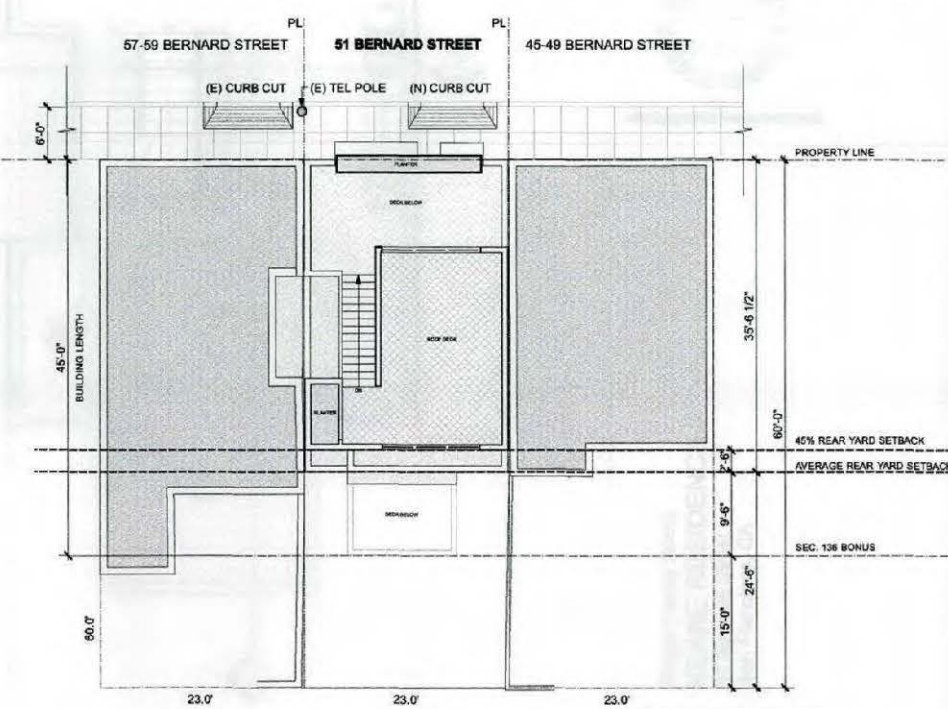 PL
PL
57-59 BERNARD STREET
51 BERNARD STREET
45-49 BERNARD STREET
(E) CURB CUT
(E) TEL POLE
(N) CURB CUT
6'-0"
PROPERTY LINE
PLANTER
DECK BELOW
45'-0"
BUILDING LENGTH
ROOF DECK
35'-6 1/2"
60'-0"
DN
PLANTER
45% REAR YARD SETBACK
AVERAGE REAR YARD SETBACK
DECK BELOW
9'-6"
SEC. 136 BONUS
24'-6"
15'-0"
60.0'
23.0'
23.0'
23.0'